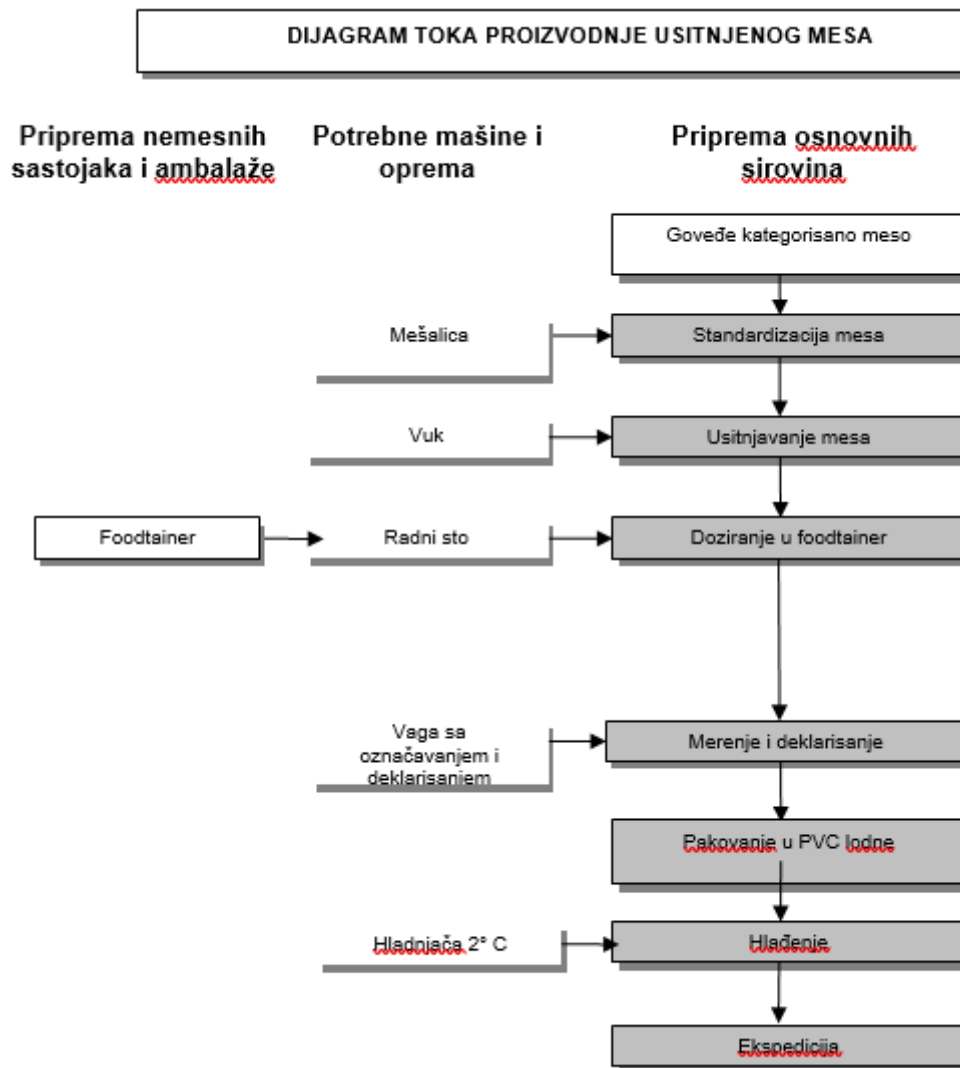 DIJAGRAM TOKA PROIZVODNJE USITNJENOG MESA
Priprema nemesnih
sastojaka i ambalaže
Potrebne mašine i
oprema
Priprema osnovnih
sirovina
Goveđe kategorisano meso
Mešalica
Standardizacija mesa
Vuk
Usitnjavanje mesa
Foodtainer
Radni sto
Doziranje u foodtainer
Vaga sa
označavanjem i
deklarisanjem
Merenje i deklarisanje
Pakovanje u PVC lodne
Hladnjača 2° C
Hlađenje
Ekspedicija